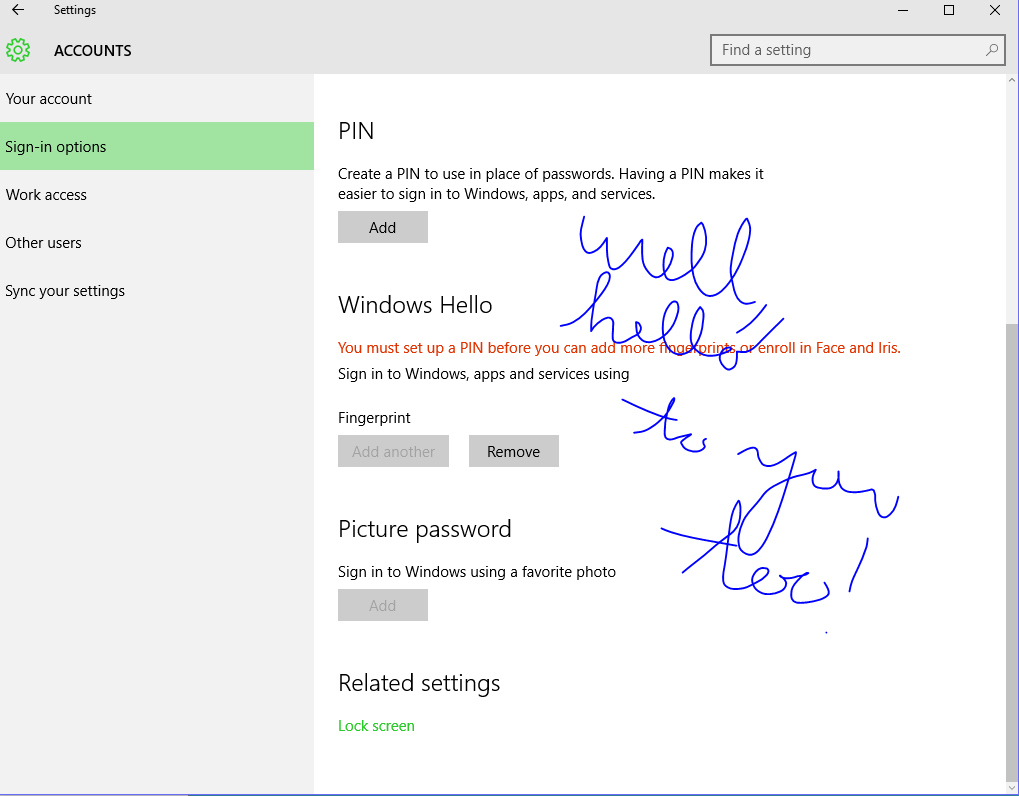 Settings
ACCOUNTS
Find a setting
Your account
Sign-in options
Work access
Other users
Sync your settings
PIN
Create a PIN to use in place of passwords. Having a PIN makes it
easier to sign in to Windows, apps, and services.
Add
well
hello
Windows Hello
You must set up a PIN before you can add more fingerprints or enroll in Face and Iris.
Sign in to Windows, apps and services using
to you
too!
Fingerprint
Add another
Remove
Picture password
Sign in to Windows using a favorite photo
Add
Related settings
Lock screen